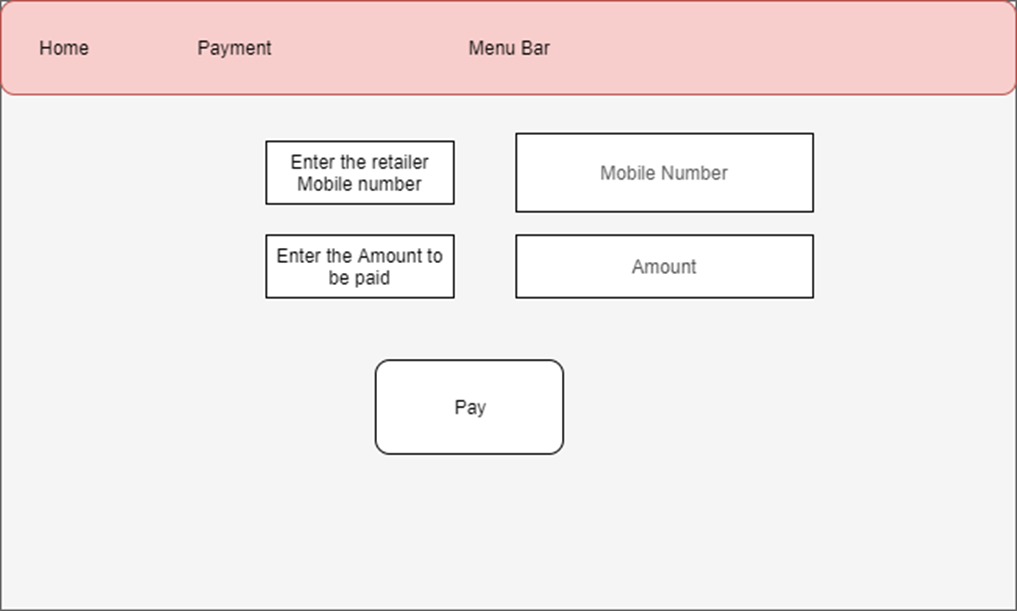 Home
Payment
Menu Bar
Enter the retailer
Mobile number
Mobile Number
Enter the Amount to
be paid
Amount
Pay